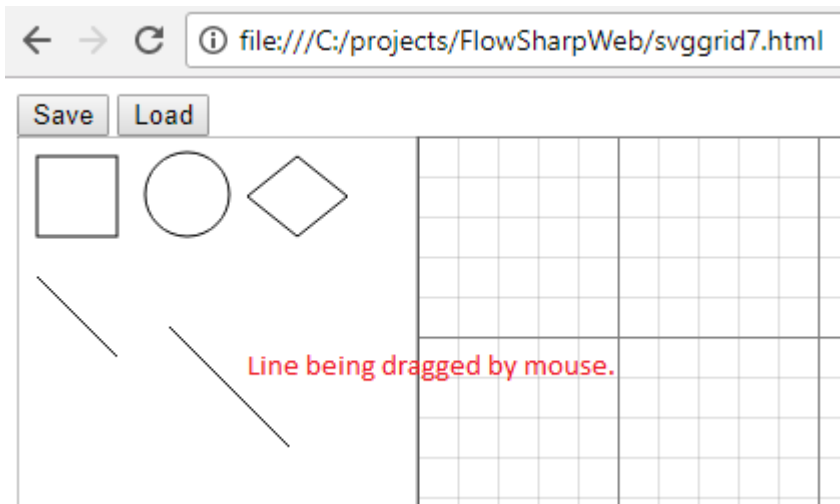 file:///C:/projects/FlowSharpWeb/svggrid7.html
Save Load
Line being dragged by mouse.